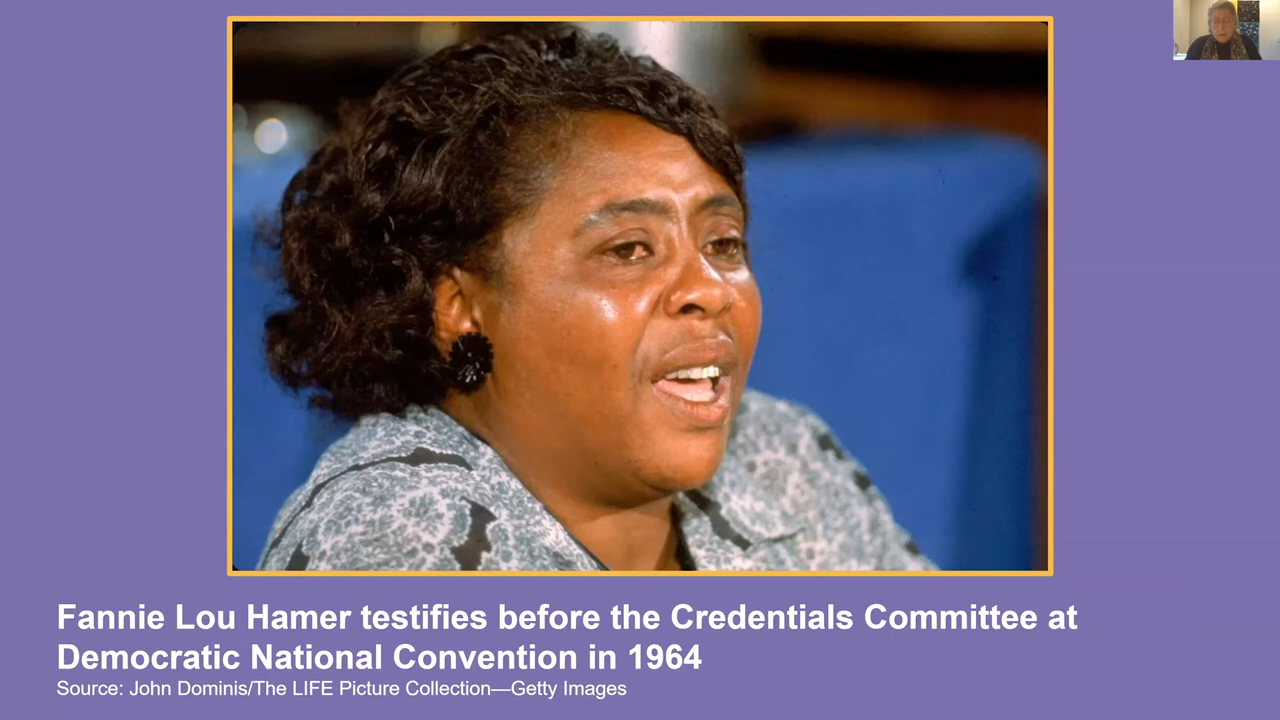 Fannie Lou Hamer testifies before the Credentials Committee at
Democratic National Convention in 1964
Source: John Dominis/The LIFE Picture Collection—Getty Images